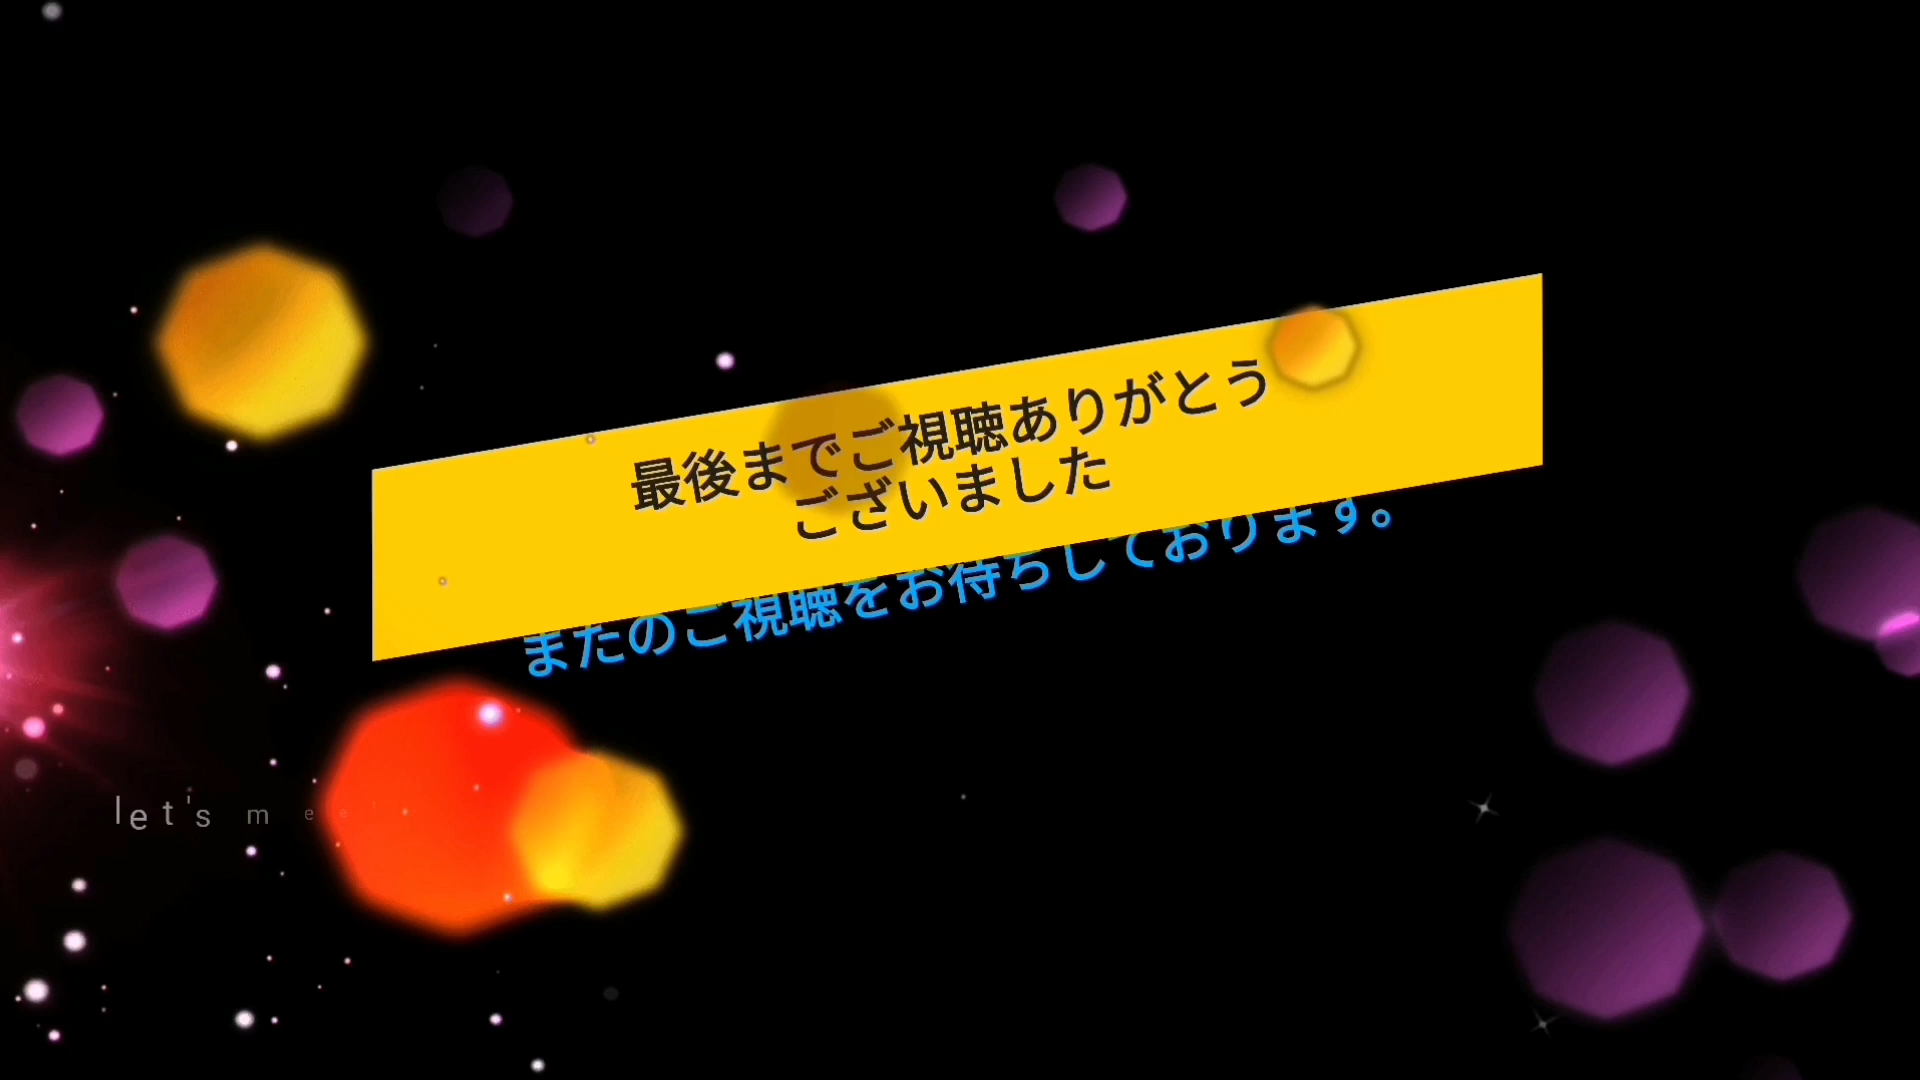 最後までご視聴ありがとう
ございました
またのご視聴をお待ちしております。
let's